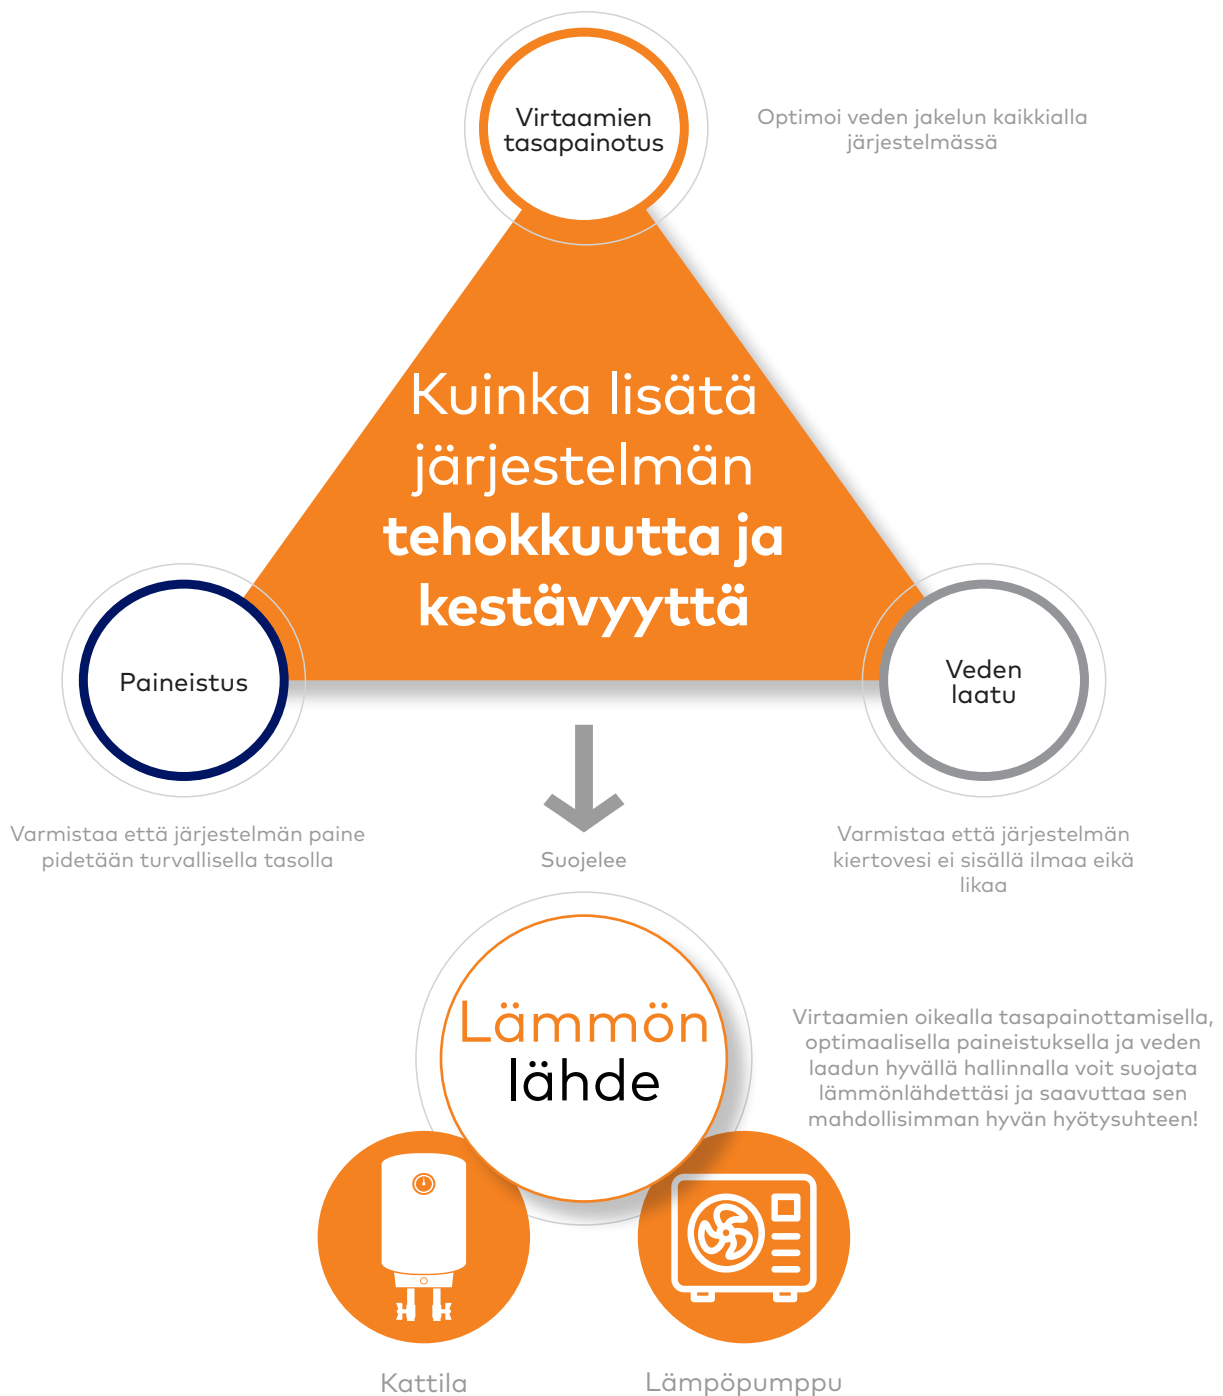 Virtaamien
tasapainotus
Optimoi veden jakelun kaikkialla
järjestelmässä
Kuinka lisätä
järjestelmän
tehokkuutta ja
kestävyyttä
Paineistus
Veden
laatu
Varmistaa että järjestelmän paine
pidetään turvallisella tasolla
Suojelee
Varmistaa että järjestelmän
kiertovesi ei sisällä ilmaa eikä
likaa
Lämmön
lähde
Virtaamien oikealla tasapainottamisella,
optimaalisella paineistuksella ja veden
laadun hyvällä hallinnalla voit suojata
lämmönlähdettäsi ja saavuttaa sen
mahdollisimman hyvän hyötysuhteen!
Kattila
Lämpöpumppu